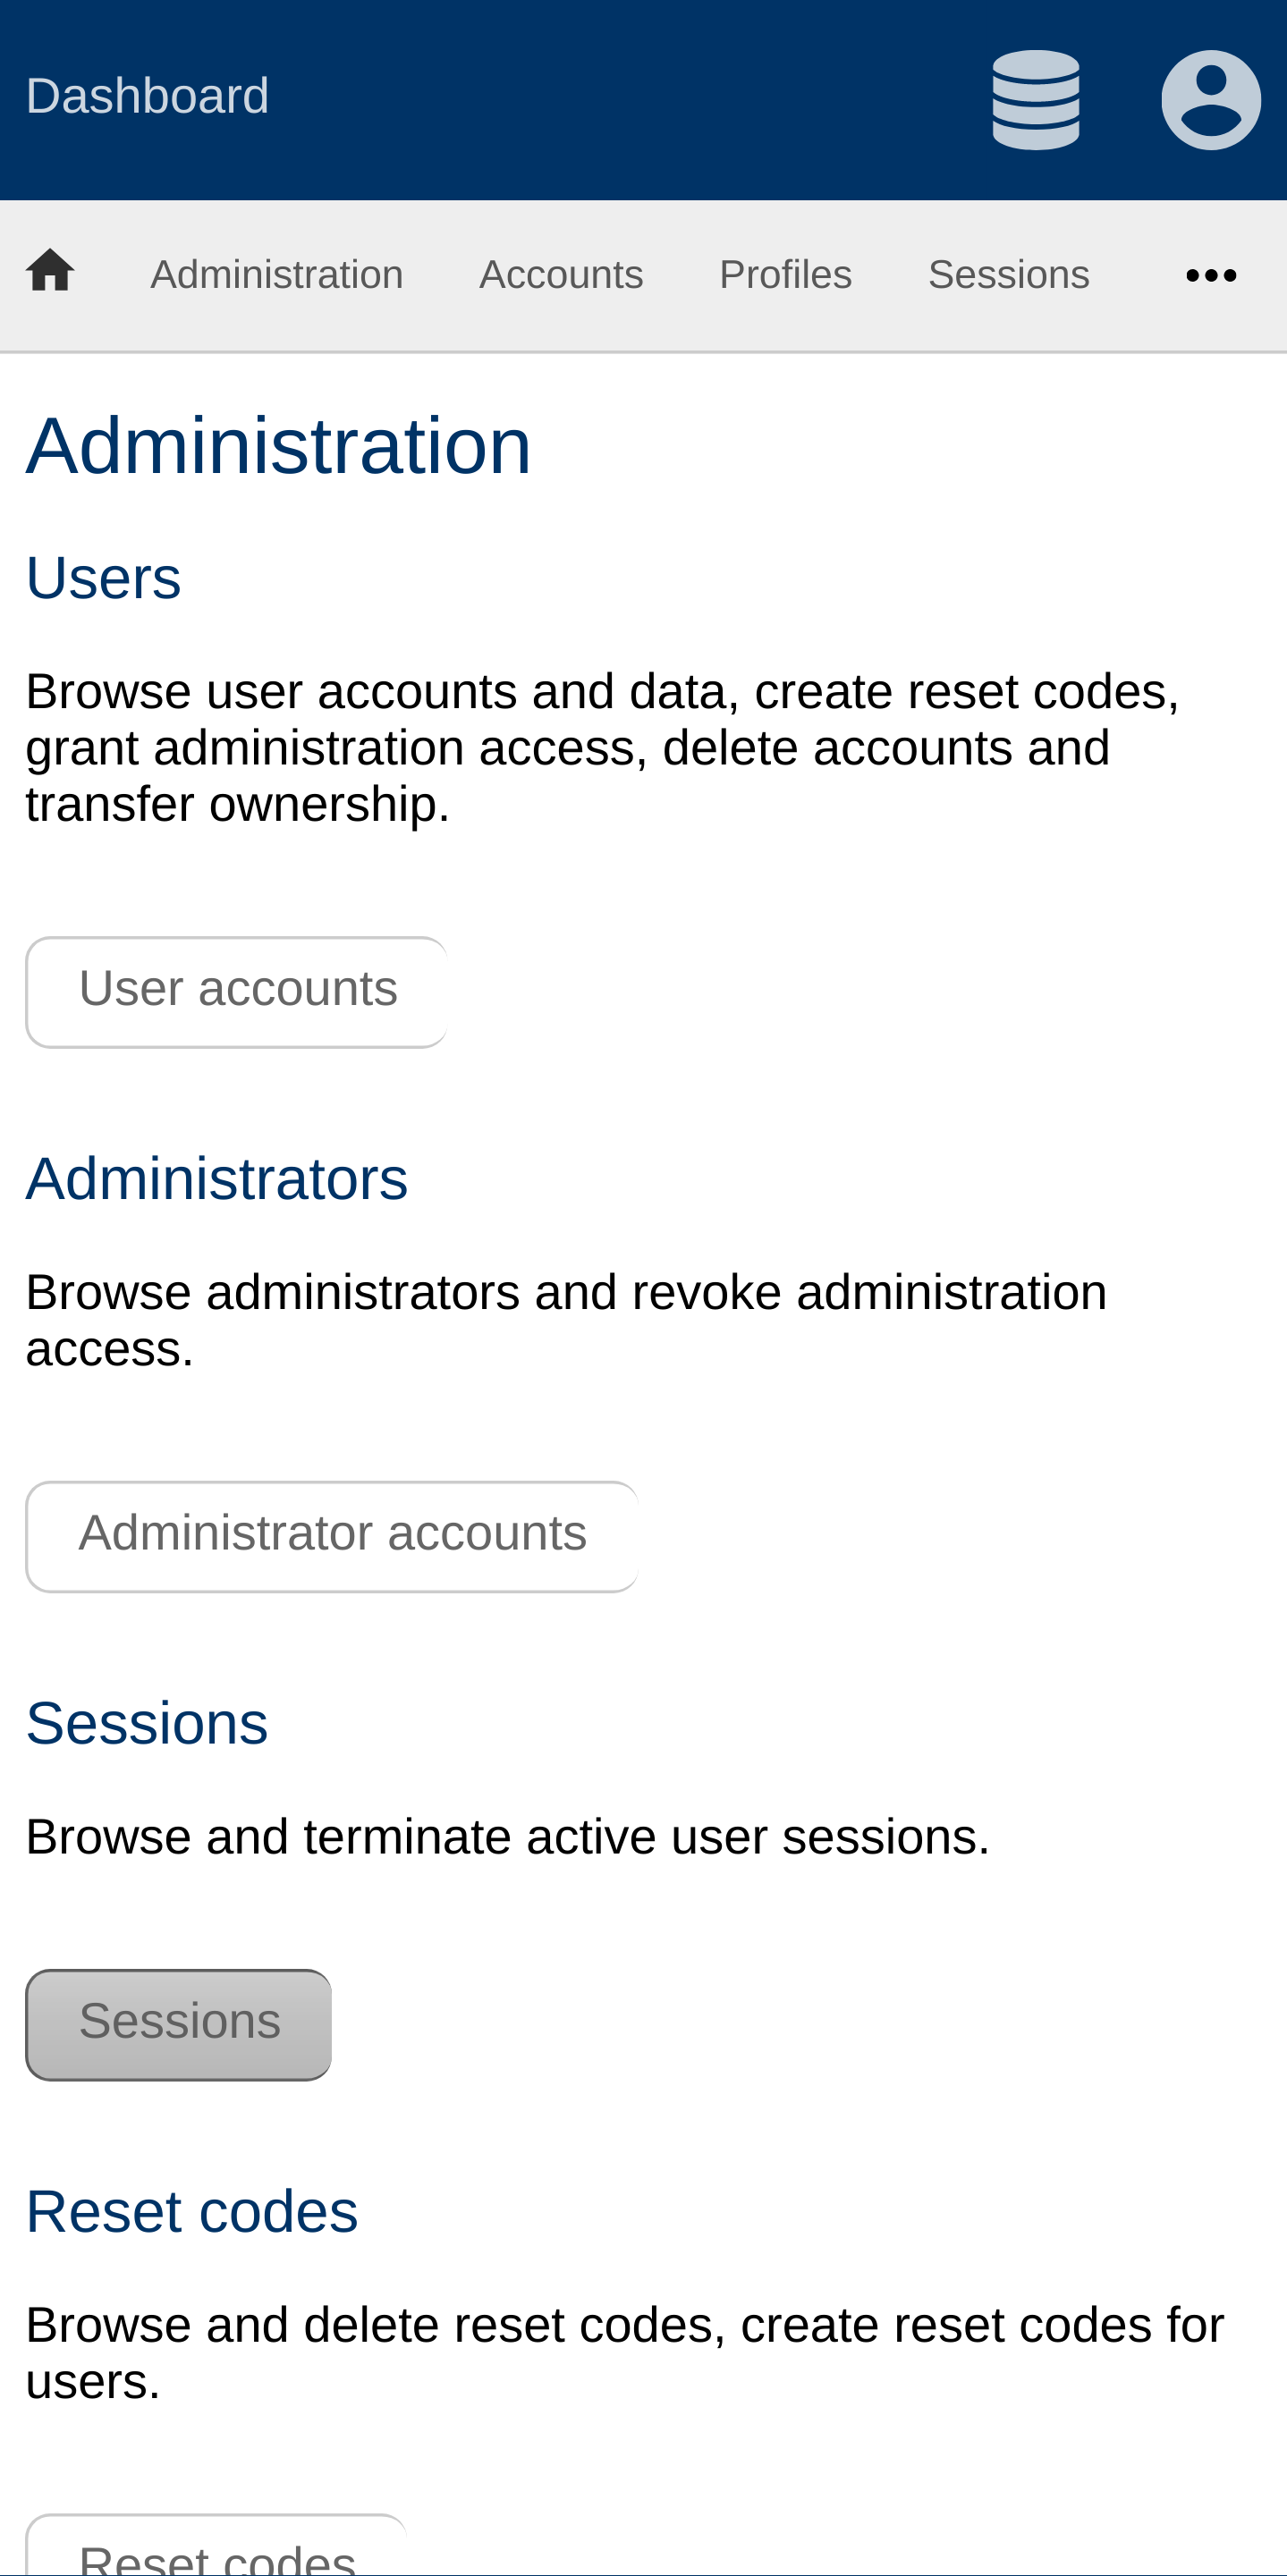 Dashboard
Administration Accounts Profiles Sessions
Administration
Users
Browse user accounts and data, create reset codes,
grant administration access, delete accounts and
transfer ownership.
User accounts
Administrators
Browse administrators and revoke administration
access.
Administrator accounts
Sessions
Browse and terminate active user sessions.
Sessions
Reset codes
Browse and delete reset codes, create reset codes for
users.
Reset codes